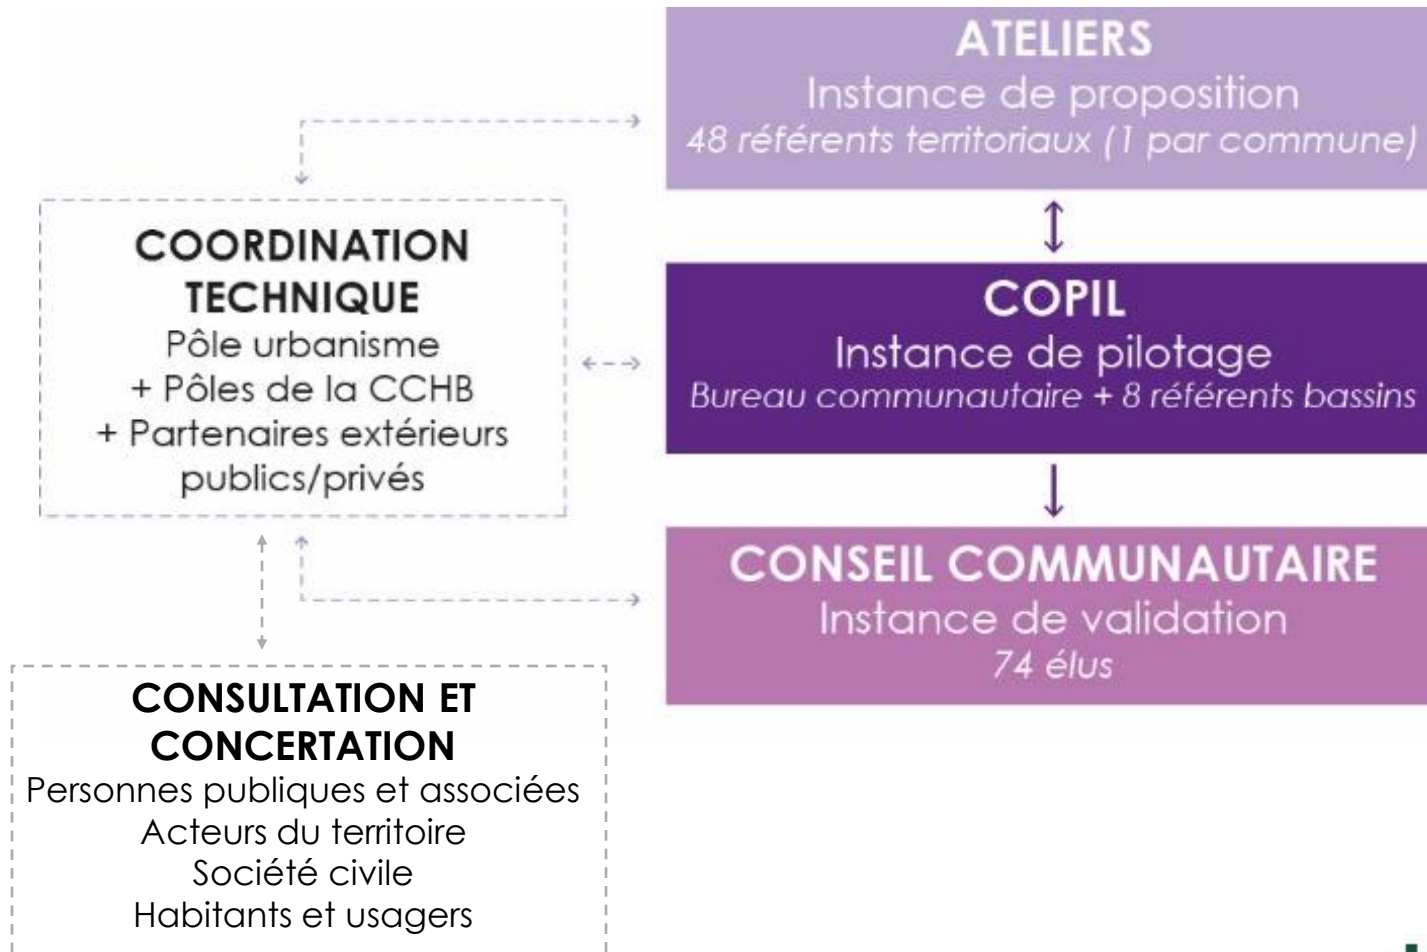 ATELIERS
Instance de proposition
48 référents territoriaux (1 par commune)
COORDINATION
TECHNIQUE
Pôle urbanisme
+ Pôles de la CCHB
+ Partenaires extérieurs
publics/privés
COPIL
Instance de pilotage
Bureau communautaire + 8 référents bassins
CONSEIL COMMUNAUTAIRE
Instance de validation
74 élus
CONSULTATION ET
CONCERTATION
Personnes publiques et associées
Acteurs du territoire
Société civile
Habitants et usagers